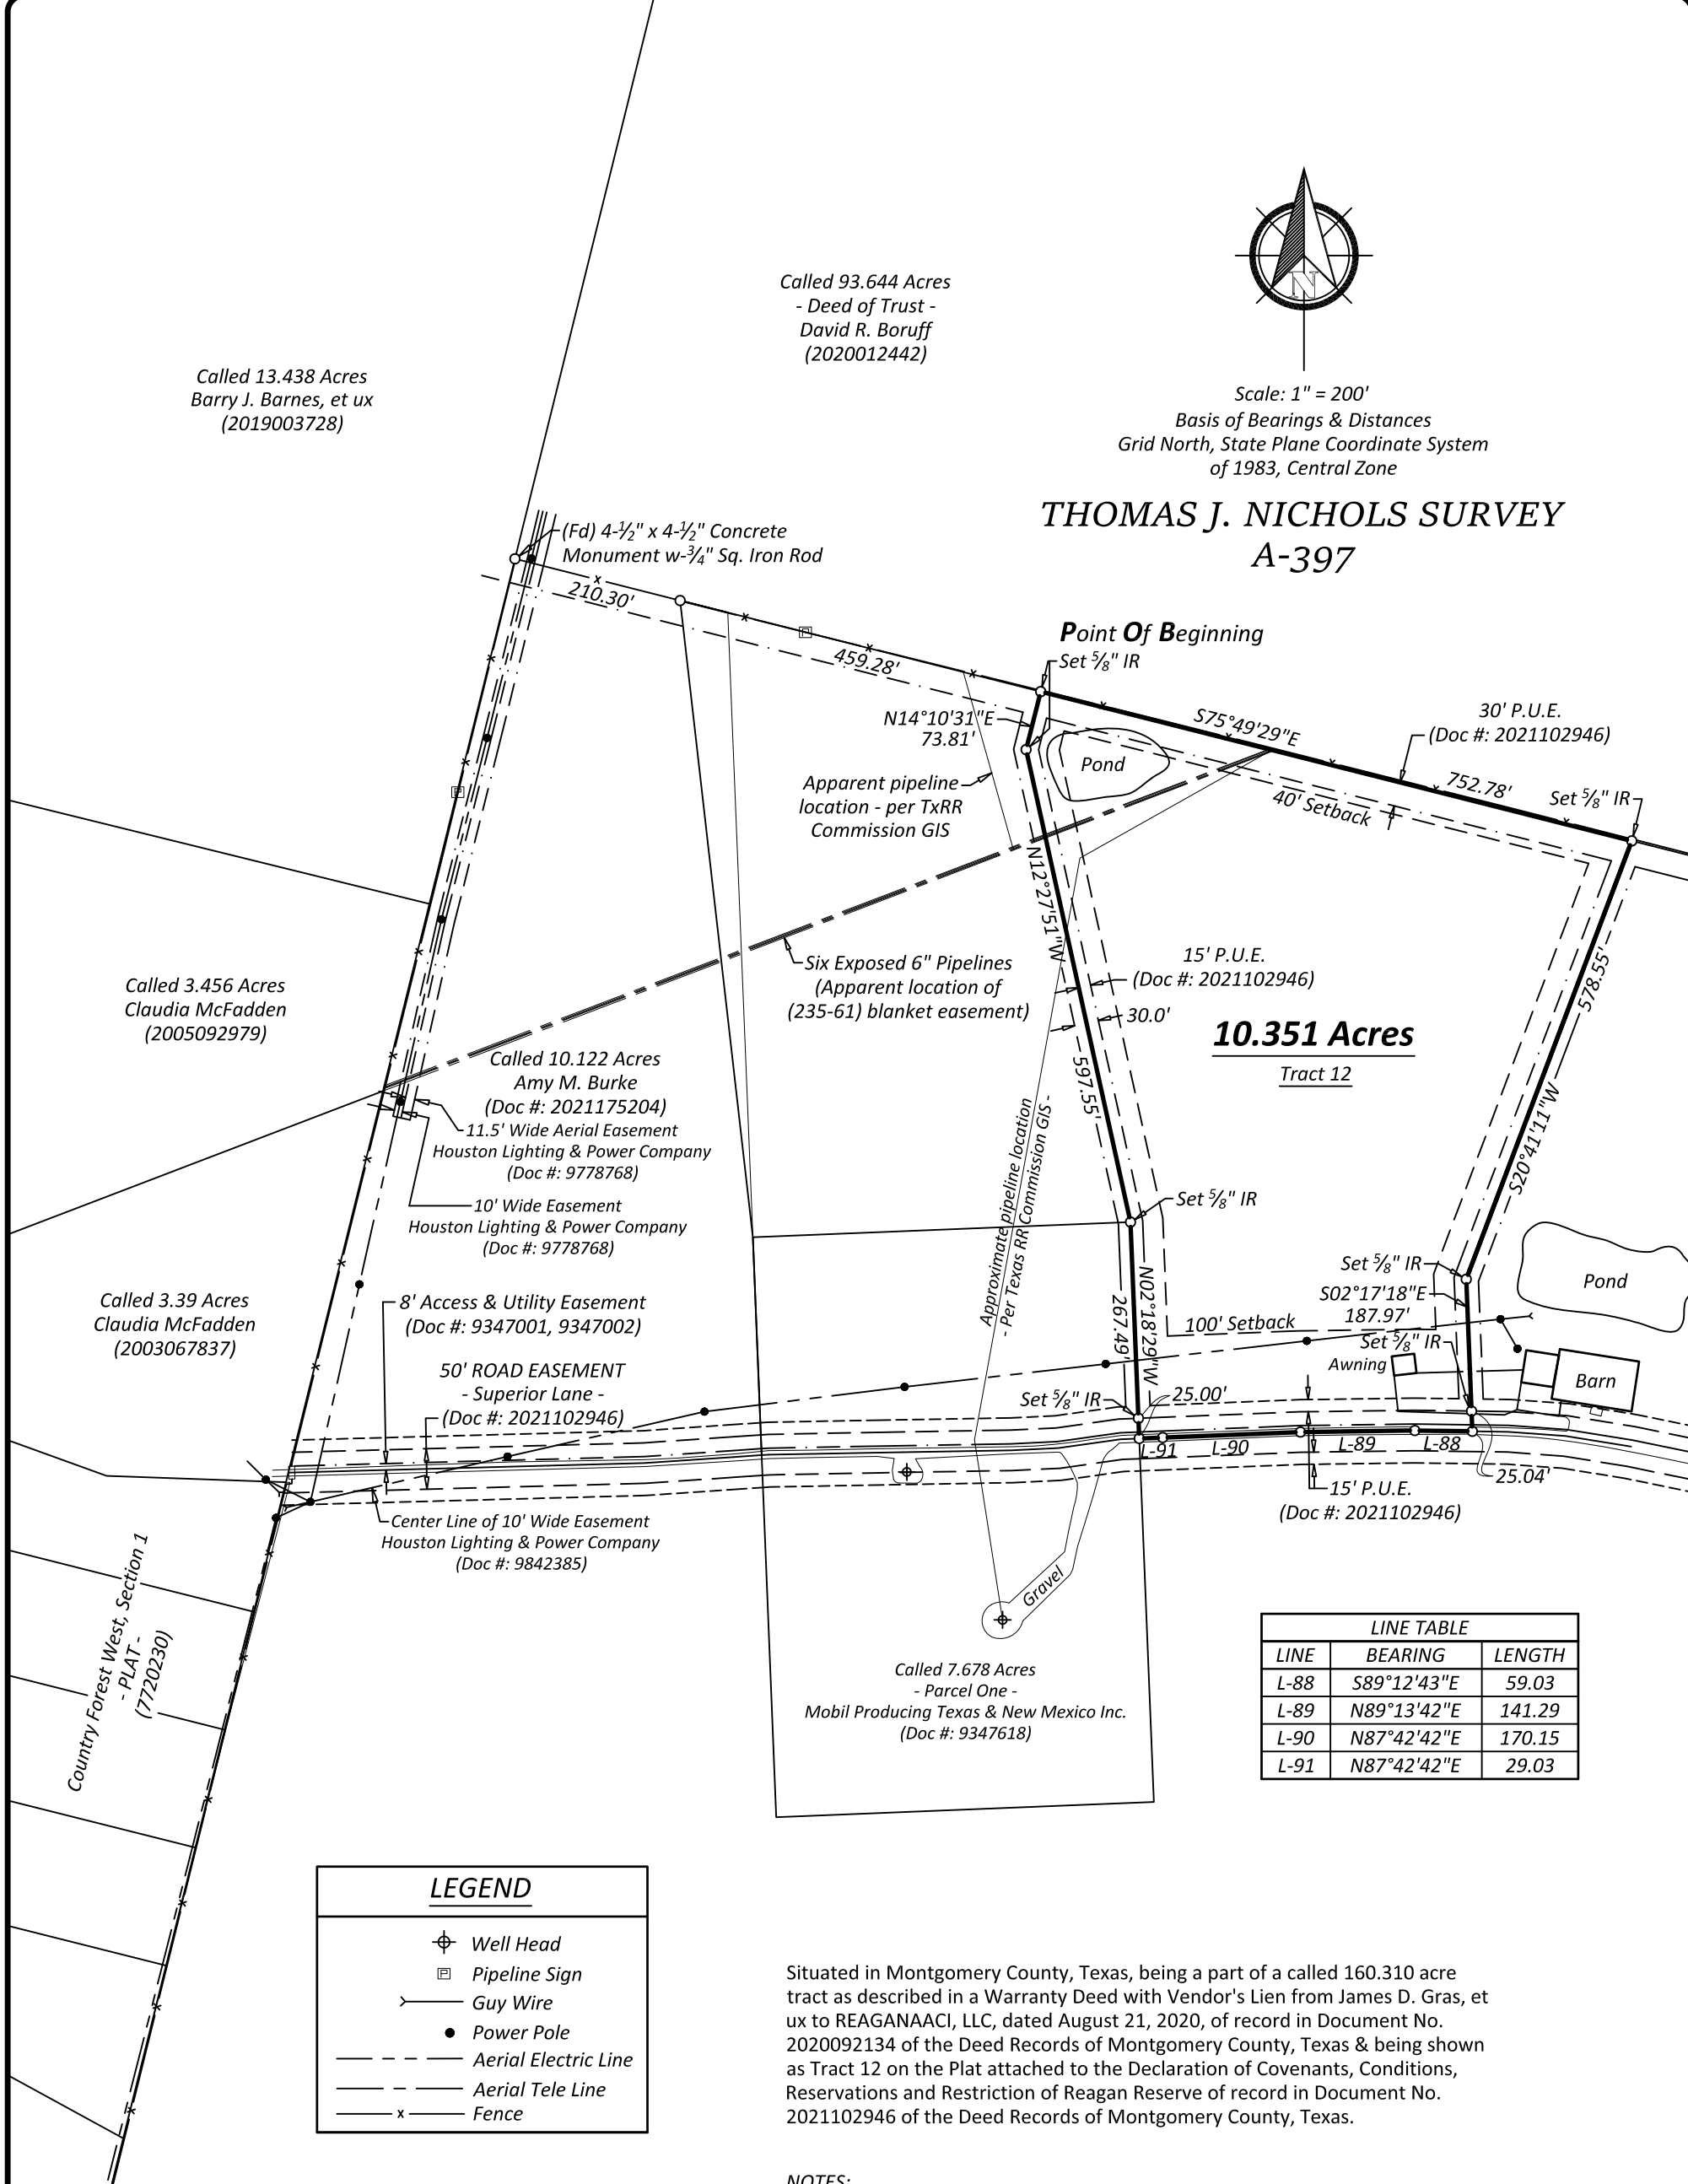 Called 93.644 Acres
- Deed of Trust -
David R. Boruff
(2020012442)
Called 13.438 Acres
Barry J. Barnes, et ux
(2019003728)
N
Scale: 1" = 200'
Basis of Bearings & Distances
Grid North, State Plane Coordinate System
of 1983, Central Zone
THOMAS J. NICHOLS SURVEY
A-397
(Fd) 4-½" x 4-½" Concrete
Monument w-¾" Sq. Iron Rod
210.30'
459.28'
Point Of Beginning
Set 5/8" IR
N14°10'31"E
73.81'
S75°49'29"E
752.78'
30' P.U.E.
(Doc #: 2021102946)
40' Setback
Set 5/8" IR
Pond
Apparent pipeline
location - per TxRR
Commission GIS
N12°27'51"W
597.55'
Six Exposed 6" Pipelines
(Apparent location of
(235-61) blanket easement)
15' P.U.E.
(Doc #: 2021102946)
30.0'
10.351 Acres
Tract 12
578.55'
S20°41'11"W
Called 3.456 Acres
Claudia McFadden
(2005092979)
Called 10.122 Acres
Amy M. Burke
(Doc #: 2021175204)
11.5' Wide Aerial Easement
Houston Lighting & Power Company
(Doc #: 9778768)
10' Wide Easement
Houston Lighting & Power Company
(Doc #: 9778768)
Approximate pipeline location
- Per Texas RR Commission GIS -
Set 5/8" IR
Set 5/8" IR
S02°17'18"E
187.97'
Pond
Called 3.39 Acres
Claudia McFadden
(2003067837)
8' Access & Utility Easement
(Doc #: 9347001, 9347002)
50' ROAD EASEMENT
- Superior Lane -
(Doc #: 2021102946)
267.49'
N02°18'29"W
100' Setback
Set 5/8" IR
Awning
Barn
Set 5/8" IR
25.00'
L-91
L-90
L-89
L-88
25.04'
15' P.U.E.
(Doc #: 2021102946)
Center Line of 10' Wide Easement
Houston Lighting & Power Company
(Doc #: 9842385)
Country Forest West, Section 1
- PLAT -
(7720230)
Gravel
Called 7.678 Acres
- Parcel One -
Mobil Producing Texas & New Mexico Inc.
(Doc #: 9347618)
LINE TABLE
LINE BEARING LENGTH
L-88 S89°12'43"E 59.03
L-89 N89°13'42"E 141.29
L-90 N87°42'42"E 170.15
L-91 N87°42'42"E 29.03
LEGEND
Well Head
P Pipeline Sign
Guy Wire
Power Pole
Aerial Electric Line
Aerial Tele Line
x Fence
Situated in Montgomery County, Texas, being a part of a called 160.310 acre
tract as described in a Warranty Deed with Vendor's Lien from James D. Gras, et
ux to REAGANAACI, LLC, dated August 21, 2020, of record in Document No.
2020092134 of the Deed Records of Montgomery County, Texas & being shown
as Tract 12 on the Plat attached to the Declaration of Covenants, Conditions,
Reservations and Restriction of Reagan Reserve of record in Document No.
2021102946 of the Deed Records of Montgomery County, Texas.
NOTES: